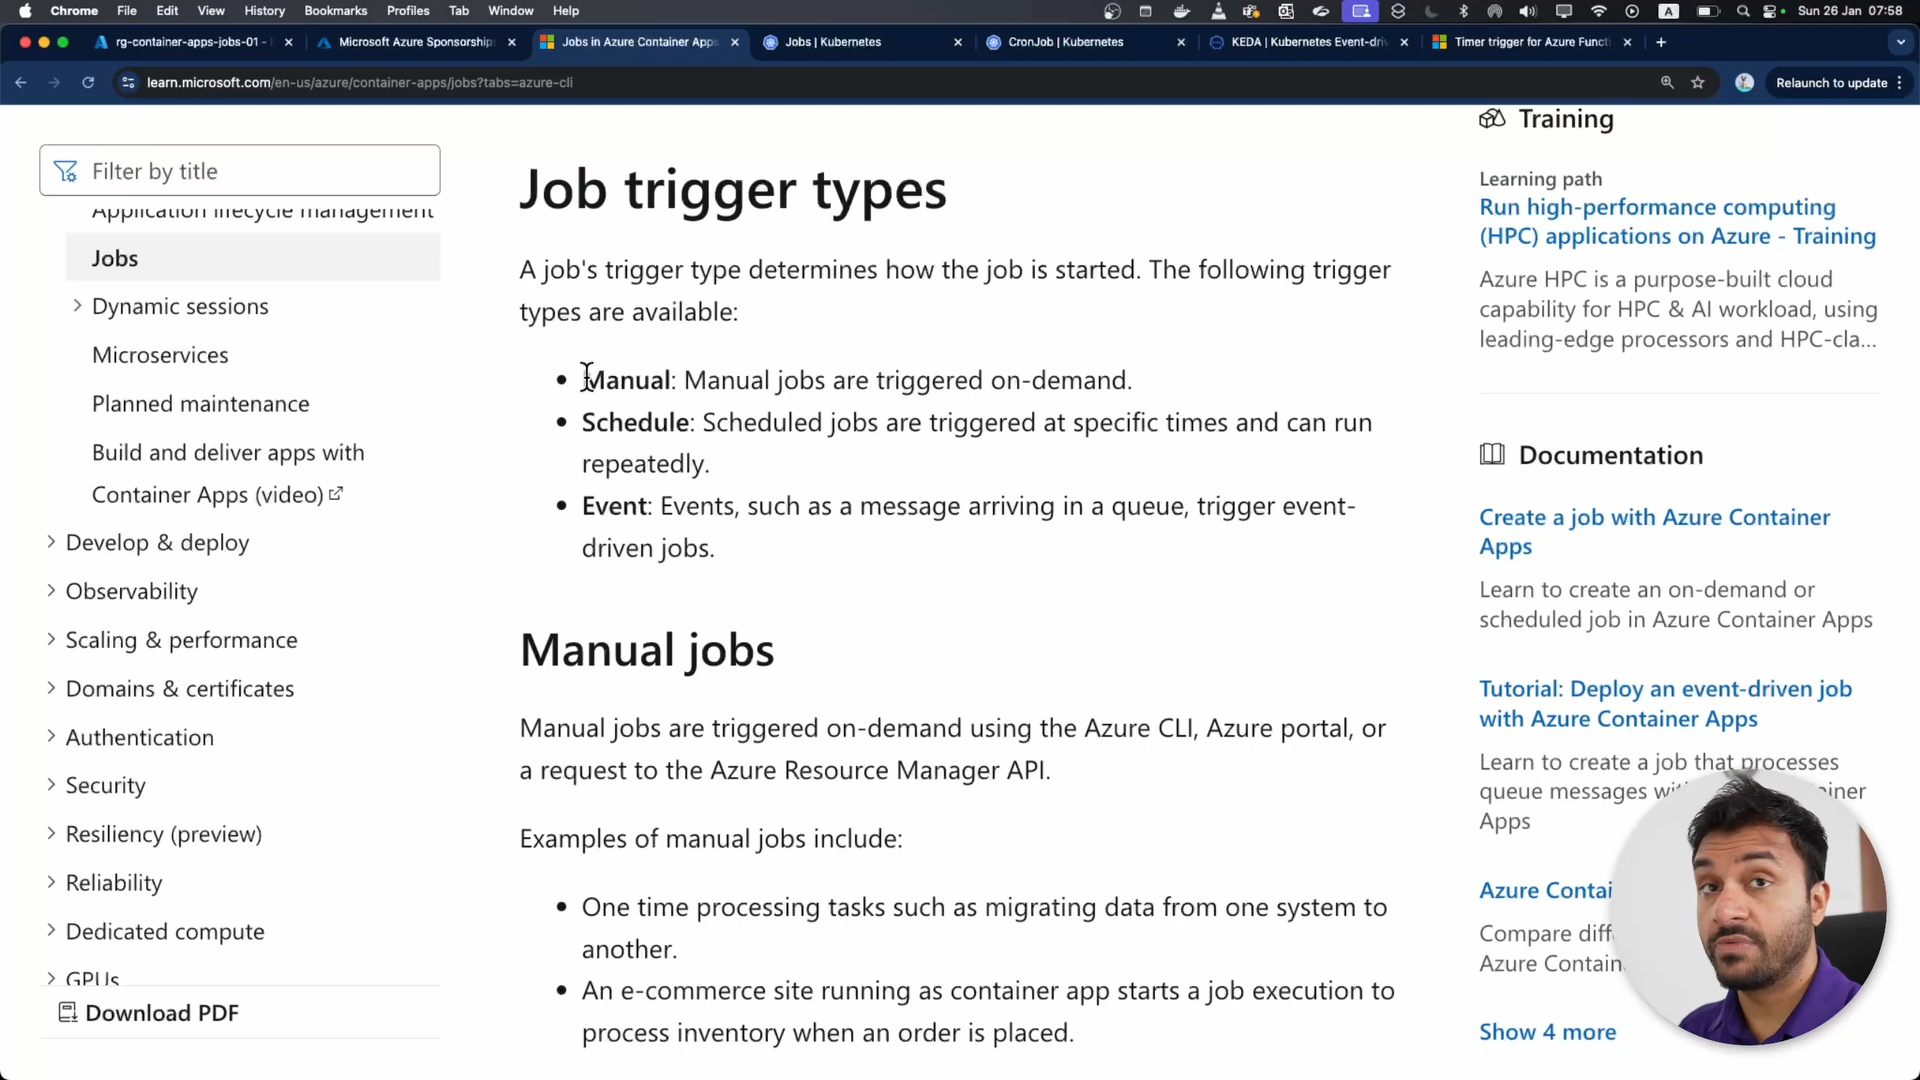 Chrome File Edit View History Bookmarks Profiles Tab Window Help A Sun 26 Jan 07:58
rg-container-apps-jobs-01 - Microsoft Azure Sponsorship Jobs in Azure Container Apps Jobs | Kubernetes CronJob | Kubernetes KEDA | Kubernetes Event-driv Timer trigger for Azure Functi
learn.microsoft.com/en-us/azure/container-apps/jobs?tabs=azure-cli Relaunch to update
Filter by title
Application lifecycle management
Jobs
Dynamic sessions
Microservices
Planned maintenance
Build and deliver apps with
Container Apps (video)
Develop & deploy
Observability
Scaling & performance
Domains & certificates
Authentication
Security
Resiliency (preview)
Reliability
Dedicated compute
GPUs
Download PDF
Job trigger types
A job's trigger type determines how the job is started. The following trigger
types are available:
• Manual: Manual jobs are triggered on-demand.
• Schedule: Scheduled jobs are triggered at specific times and can run
repeatedly.
• Event: Events, such as a message arriving in a queue, trigger event-
driven jobs.
Manual jobs
Manual jobs are triggered on-demand using the Azure CLI, Azure portal, or
a request to the Azure Resource Manager API.
Examples of manual jobs include:
• One time processing tasks such as migrating data from one system to
another.
• An e-commerce site running as container app starts a job execution to
process inventory when an order is placed.
Training
Learning path
Run high-performance computing
(HPC) applications on Azure - Training
Azure HPC is a purpose-built cloud
capability for HPC & AI workload, using
leading-edge processors and HPC-cla...
Documentation
Create a job with Azure Container
Apps
Learn to create an on-demand or
scheduled job in Azure Container Apps
Tutorial: Deploy an event-driven job
with Azure Container Apps
Learn to create a job that processes
queue messages
Apps
Azure
Compare
Azure
Show 4 more